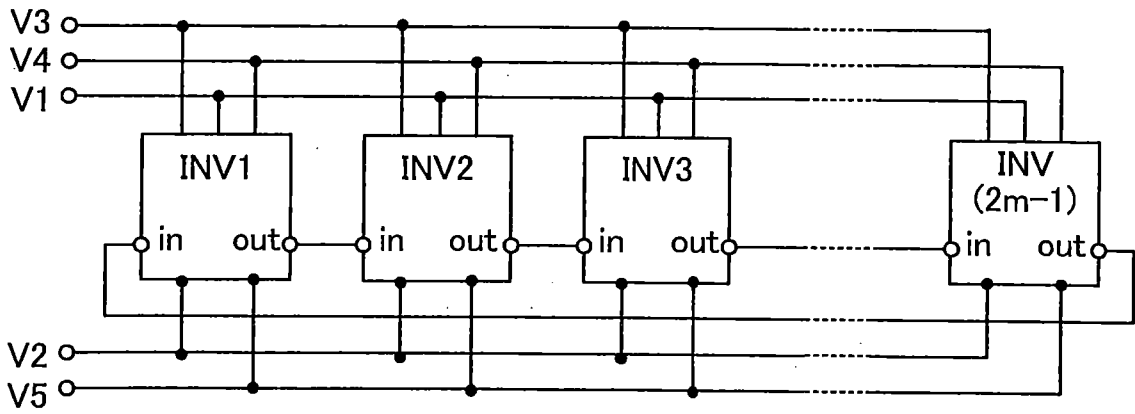 V3
V4
V1
INV1
INV2
INV3
INV
(2m-1)
in
out
in
out
in
out
in
out
V2
V5